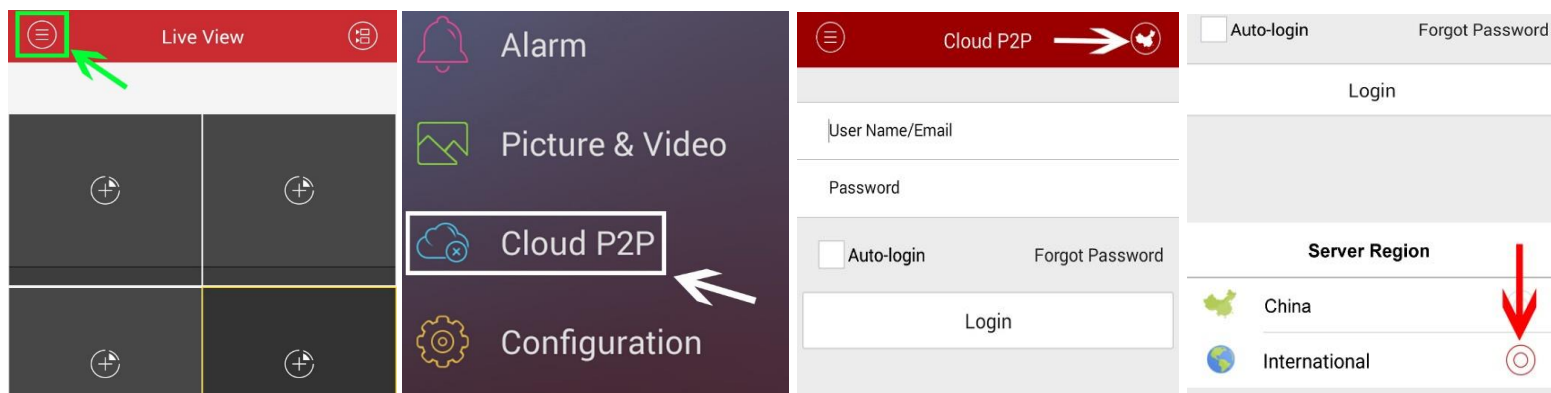 Live View
Alarm
Picture & Video
Cloud P2P
Configuration
Cloud P2P
User Name/Email
Password
Auto-login Forgot Password
Login
Auto-login Forgot Password
Login
Server Region
China
International